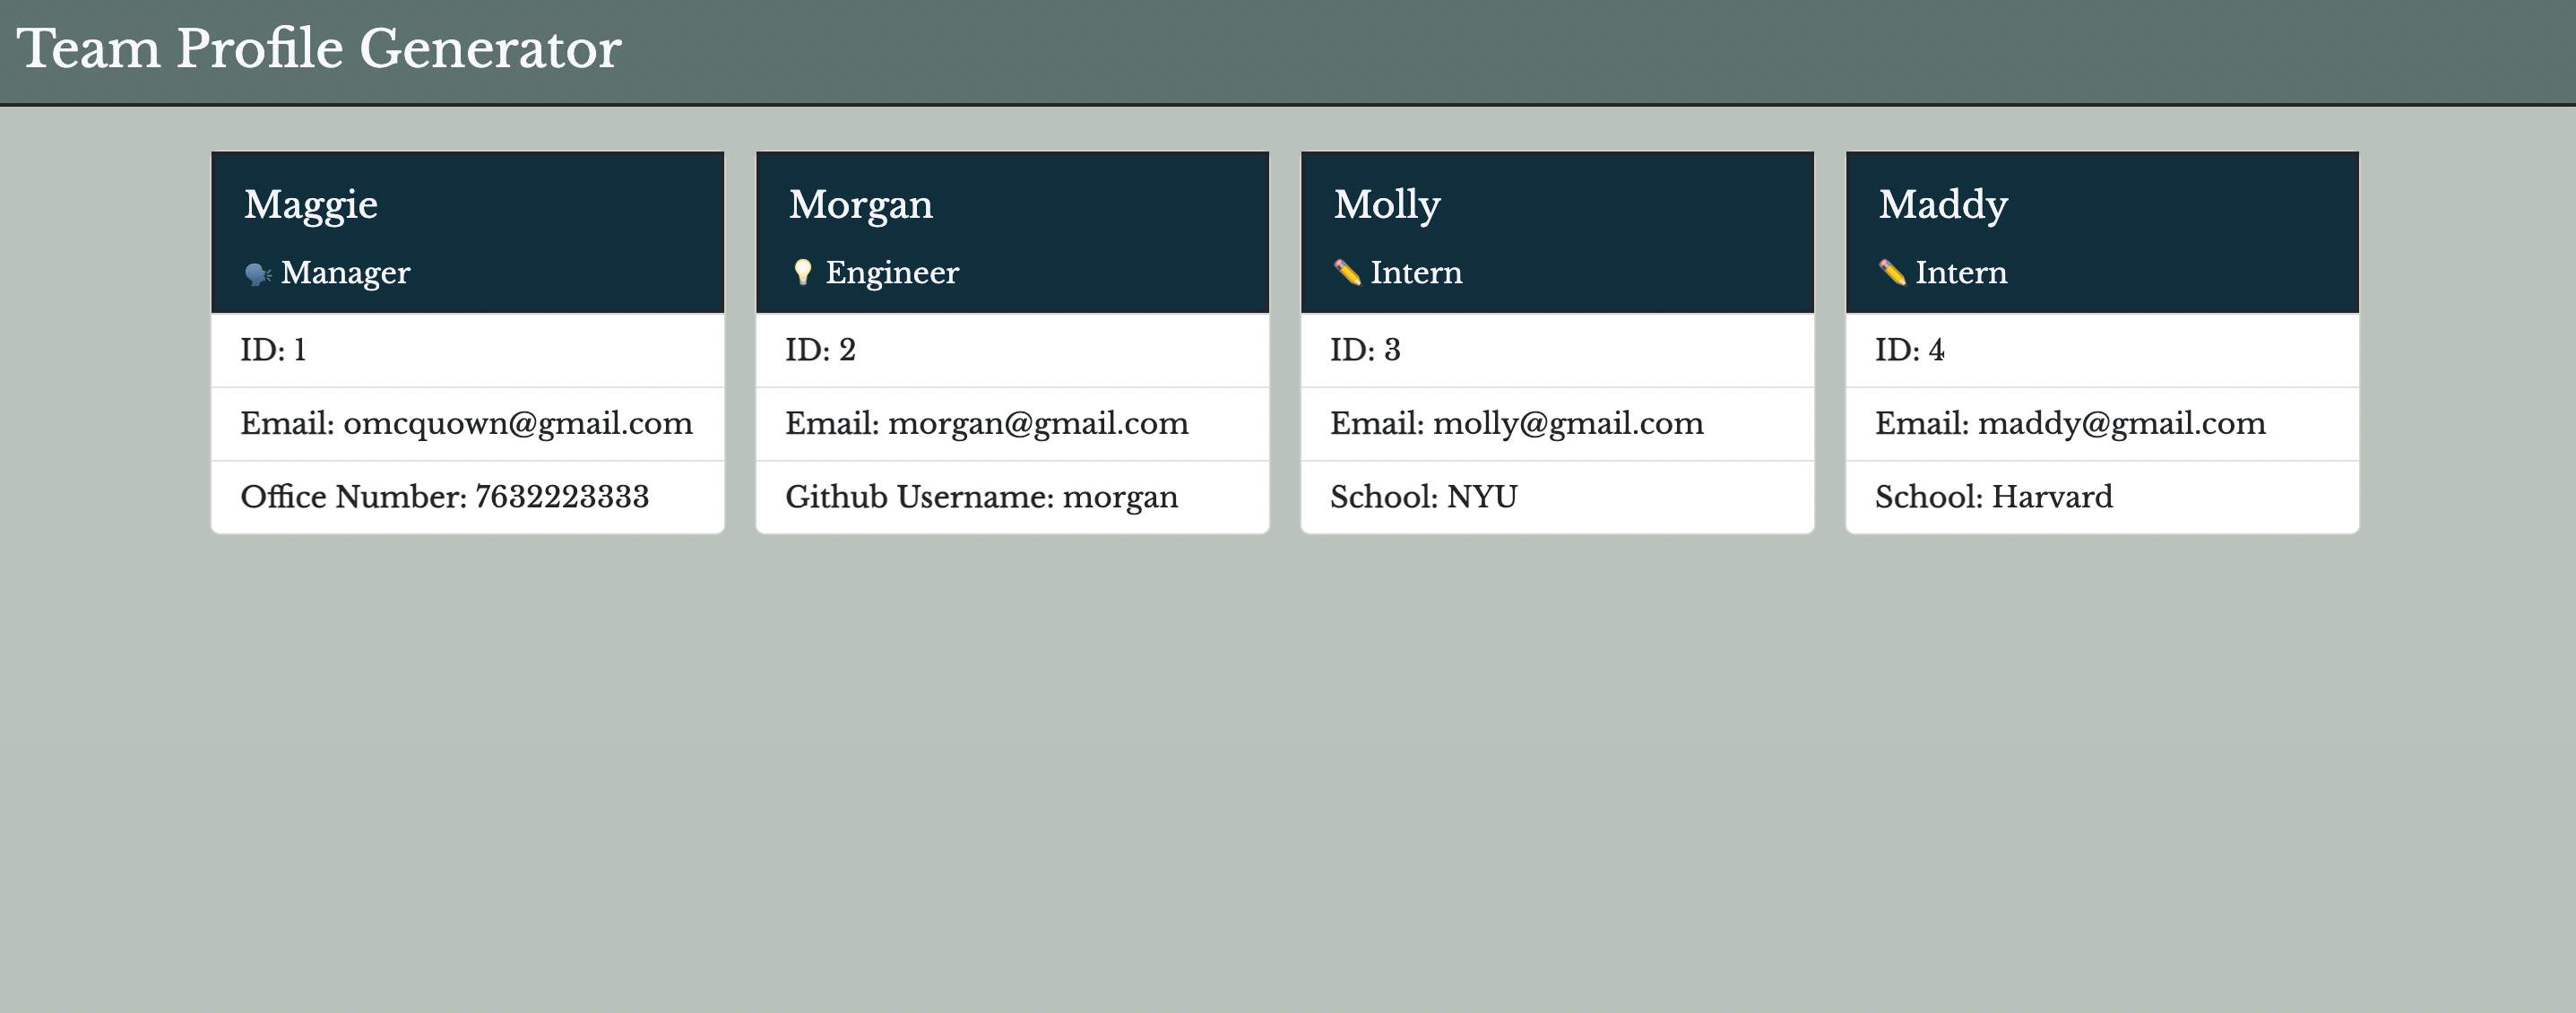 Team Profile Generator
Maggie
🗣 Manager
ID: 1
Email: omcquown@gmail.com
Office Number: 7632223333
Morgan
💡 Engineer
ID: 2
Email: morgan@gmail.com
Github Username: morgan
Molly
✏️ Intern
ID: 3
Email: molly@gmail.com
School: NYU
Maddy
✏️ Intern
ID: 4
Email: maddy@gmail.com
School: Harvard